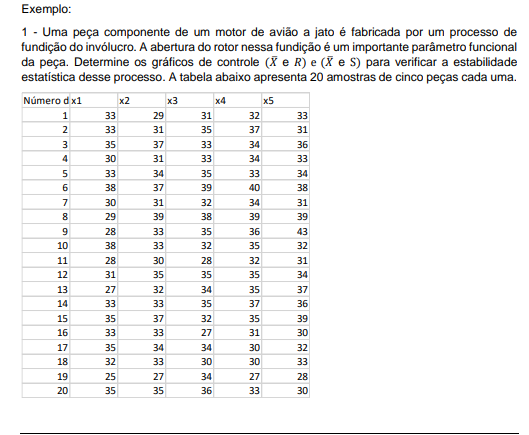 Exemplo:
1 - Uma peça componente de um motor de avião a jato é fabricada por um processo de
fundição do invólucro. A abertura do rotor nessa fundição é um importante parâmetro funcional
da peça. Determine os gráficos de controle (X̄ e R) e (X̄ e S) para verificar a estabilidade
estatística desse processo. A tabela abaixo apresenta 20 amostras de cinco peças cada uma.
Número d x1 x2 x3 x4 x5
1 33 29 31 32 33
2 33 31 35 37 31
3 35 37 33 34 36
4 30 31 33 34 33
5 33 34 35 33 34
6 38 37 39 40 38
7 30 31 32 34 31
8 29 39 38 39 39
9 28 33 35 36 43
10 38 33 32 35 32
11 28 30 28 32 31
12 31 35 35 35 34
13 27 32 34 35 37
14 33 33 35 37 36
15 35 37 32 35 39
16 33 33 27 31 30
17 35 34 34 30 32
18 32 33 30 30 33
19 25 27 34 27 28
20 35 35 36 33 30